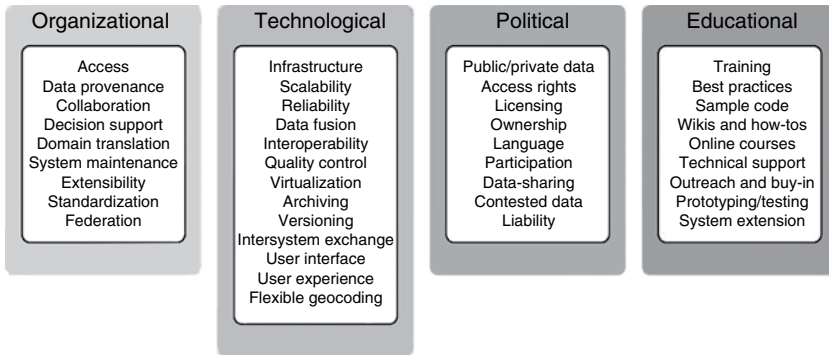 Organizational
Access
Data provenance
Collaboration
Decision support
Domain translation
System maintenance
Extensibility
Standardization
Federation
Technological
Infrastructure
Scalability
Reliability
Data fusion
Interoperability
Quality control
Virtualization
Archiving
Versioning
Intersystem exchange
User interface
User experience
Flexible geocoding
Political
Public/private data
Access rights
Licensing
Ownership
Language
Participation
Data-sharing
Contested data
Liability
Educational
Training
Best practices
Sample code
Wikis and how-tos
Online courses
Technical support
Outreach and buy-in
Prototyping/testing
System extension